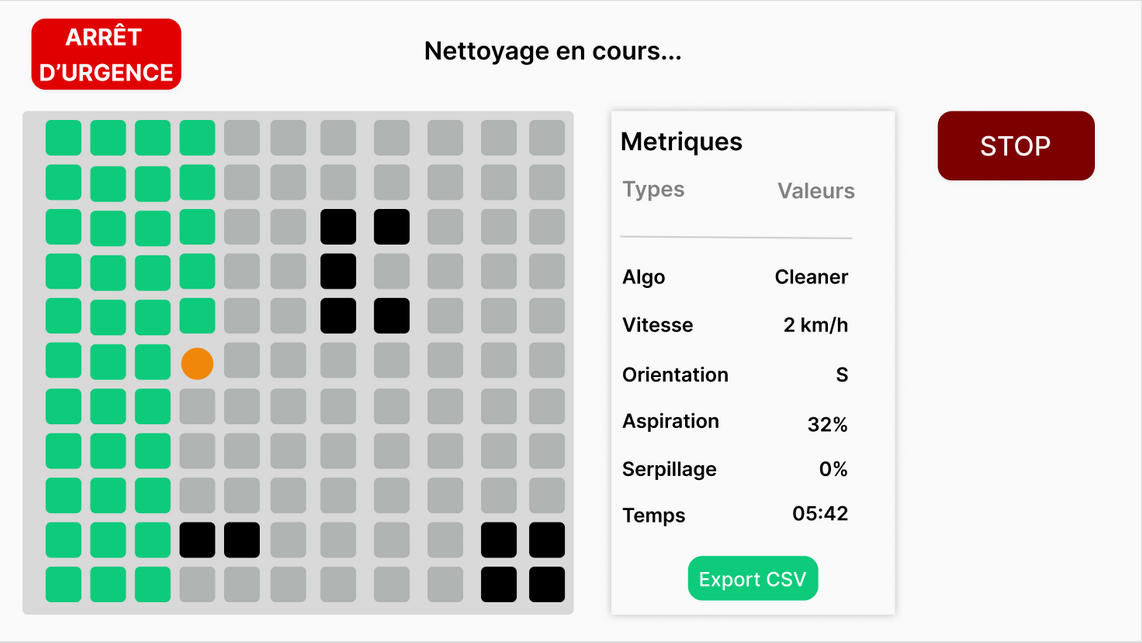 ARRÊT
D’URGENCE
Nettoyage en cours...
STOP
Metriques
Types Valeurs
Algo Cleaner
Vitesse 2 km/h
Orientation S
Aspiration 32%
Serpillage 0%
Temps 05:42
Export CSV